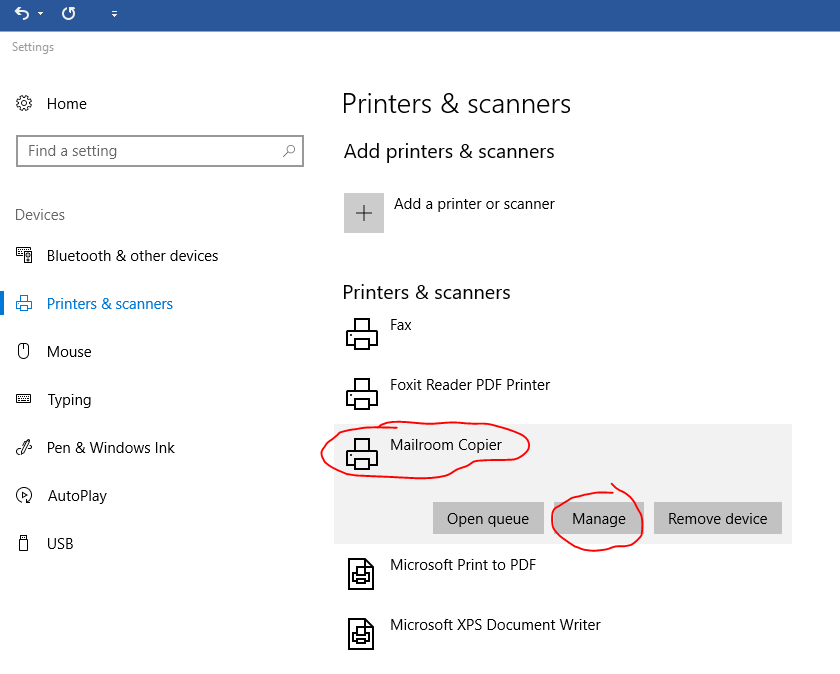 Settings
Home
Find a setting
Devices
Bluetooth & other devices
Printers & scanners
Mouse
Typing
Pen & Windows Ink
AutoPlay
USB
Printers & scanners
Add printers & scanners
Add a printer or scanner
Printers & scanners
Fax
Foxit Reader PDF Printer
Mailroom Copier
Open queue Manage Remove device
Microsoft Print to PDF
Microsoft XPS Document Writer